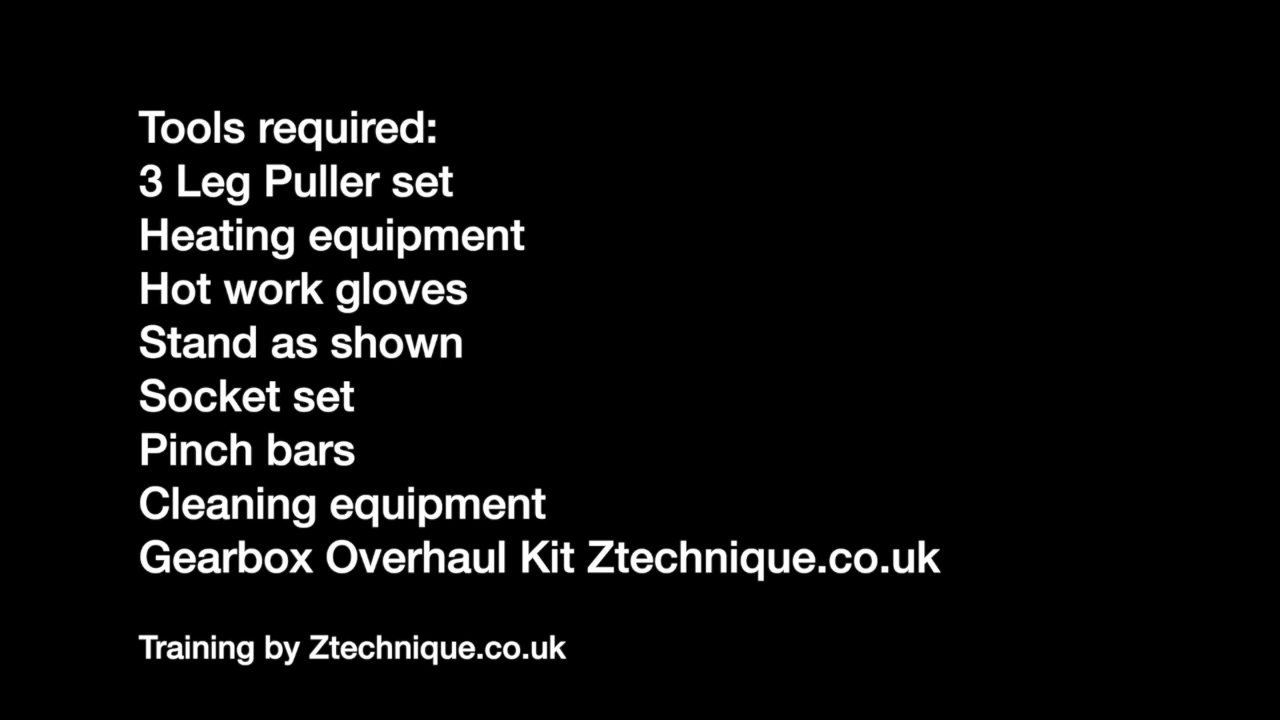 Tools required:
3 Leg Puller set
Heating equipment
Hot work gloves
Stand as shown
Socket set
Pinch bars
Cleaning equipment
Gearbox Overhaul Kit Ztechnique.co.uk
Training by Ztechnique.co.uk